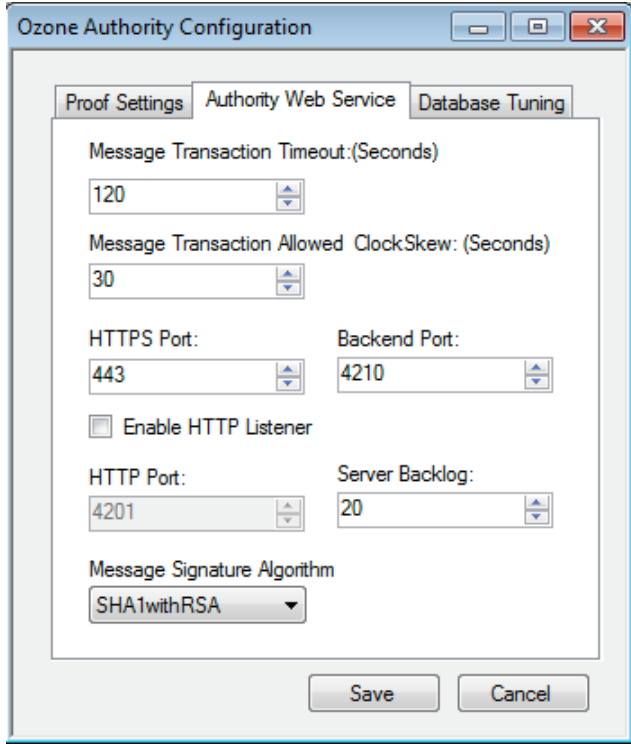 Ozone Authority Configuration
Proof Settings Authority Web Service Database Tuning
Message Transaction Timeout:(Seconds)
120
Message Transaction Allowed ClockSkew: (Seconds)
30
HTTPS Port: Backend Port:
443 4210
Enable HTTP Listener
HTTP Port: Server Backlog:
4201 20
Message Signature Algorithm
SHA1withRSA
Save Cancel